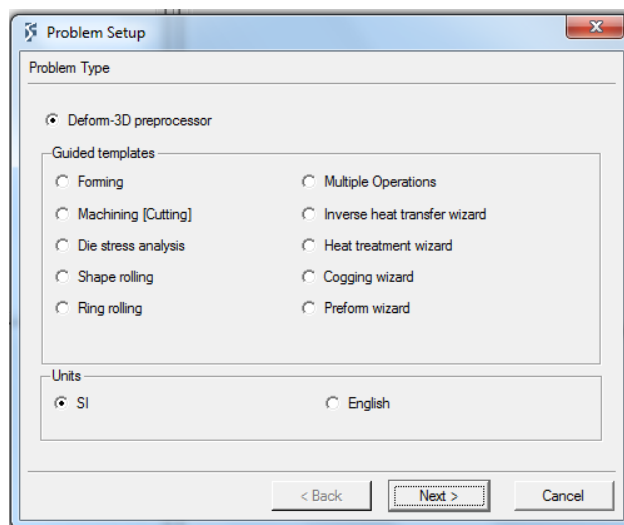 Problem Setup
Problem Type
Deform-3D preprocessor
Guided templates
Forming
Multiple Operations
Machining [Cutting]
Inverse heat transfer wizard
Die stress analysis
Heat treatment wizard
Shape rolling
Cogging wizard
Ring rolling
Preform wizard
Units
SI
English
< Back
Next >
Cancel